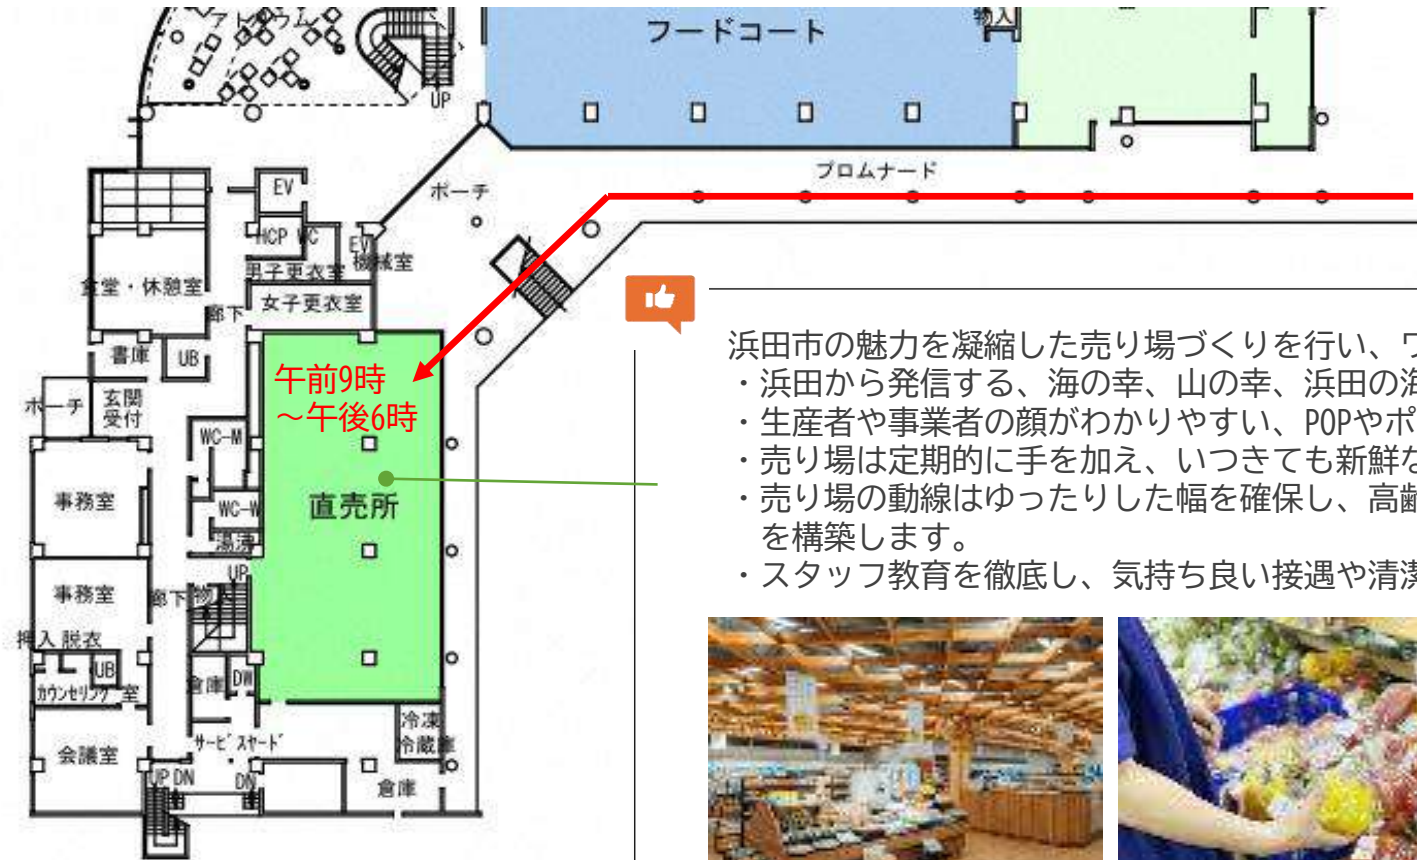 アトリウム
フードコート
物入
UP
プロムナード
ポーチ
EV
HCP WC
EV
機械室
男子更衣室
食堂・休憩室
女子更衣室
廊下
書庫
UB
午前9時
～午後6時
ポーチ
玄関
受付
WC-M
事務室
WC-W
直売所
湯沸
UP
事務室
廊下
物入
押入
脱衣
UB
カウンセリング室
倉庫
DW
冷凍
冷蔵庫
サービスヤード
会議室
UP
DN
DN
倉庫
浜田市の魅力を凝縮した売り場づくりを行い、ワ
・浜田から発信する、海の幸、山の幸、浜田の海
・生産者や事業者の顔がわかりやすい、POPやポ
・売り場は定期的に手を加え、いつきても新鮮な
・売り場の動線はゆったりした幅を確保し、高齢
を構築します。
・スタッフ教育を徹底し、気持ち良い接遇や清潔